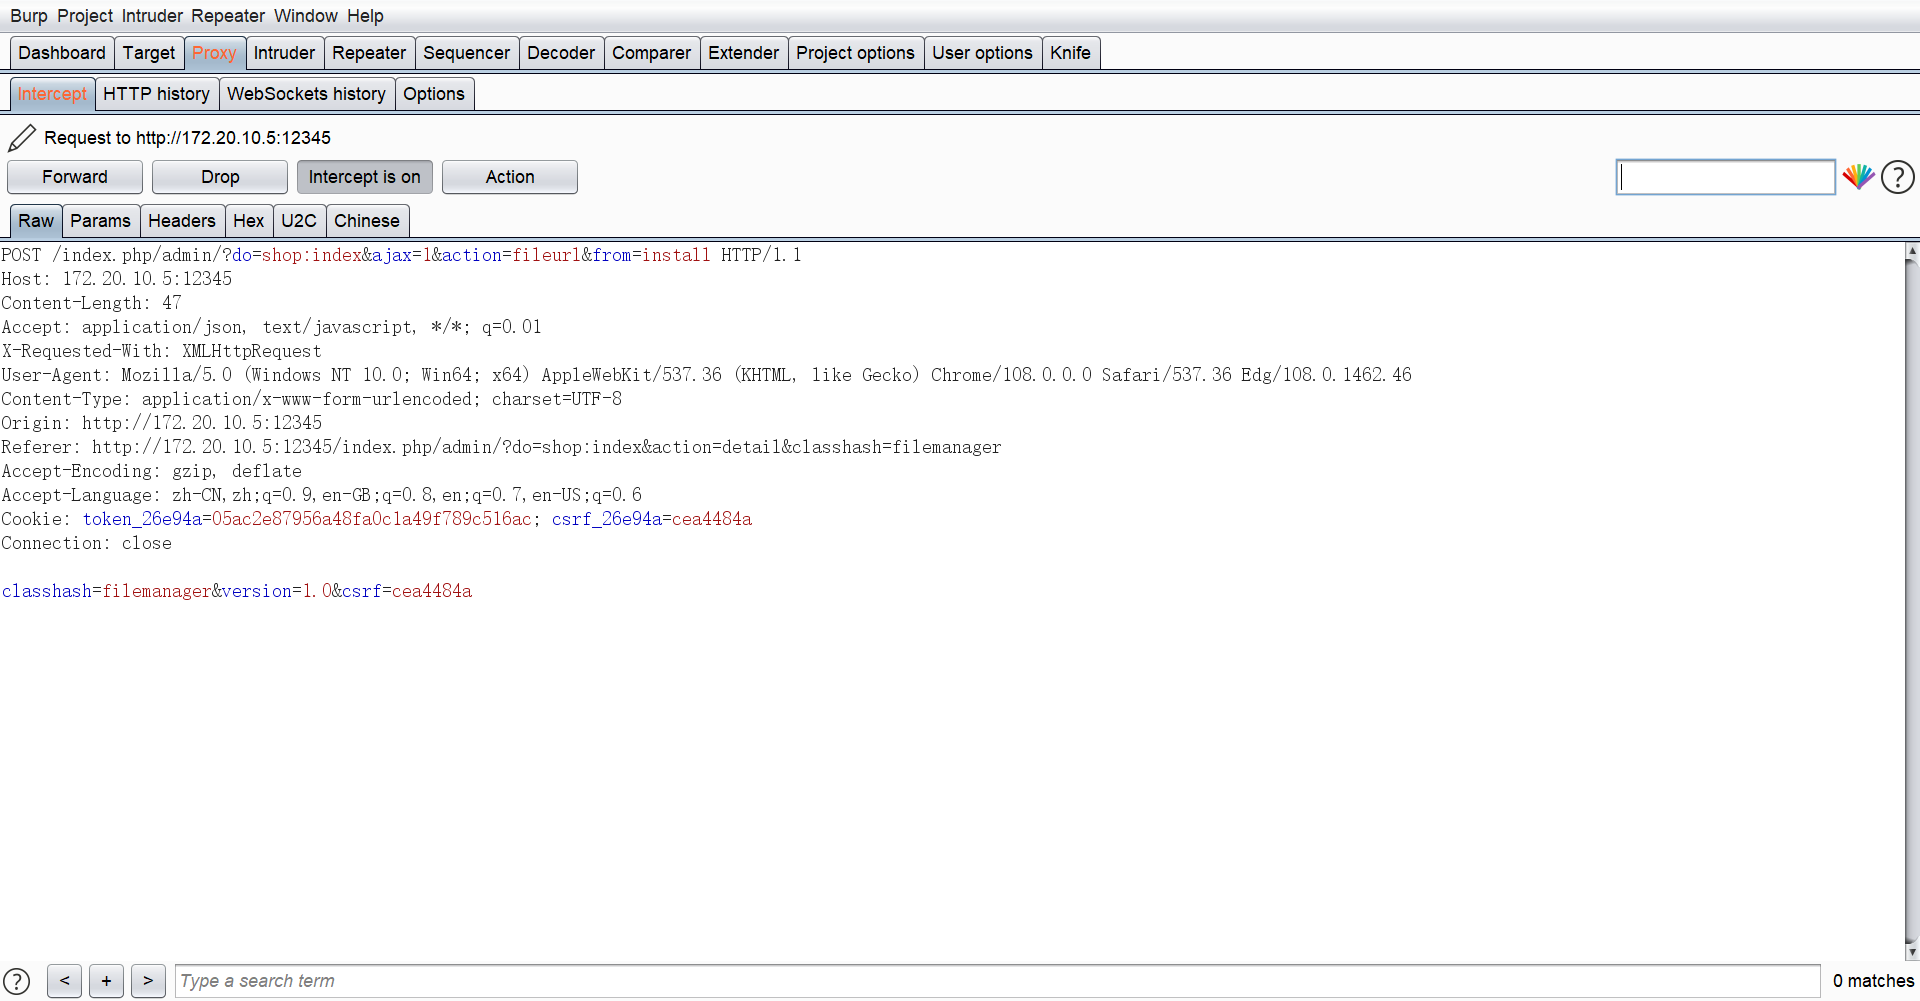 Burp Project Intruder Repeater Window Help
Dashboard Target Proxy Intruder Repeater Sequencer Decoder Comparer Extender Project options User options Knife
Intercept HTTP history WebSockets history Options
Request to http://172.20.10.5:12345
Forward Drop Intercept is on Action ?
Raw Params Headers Hex U2C Chinese
POST /index.php/admin/?do=shop:index&ajax=1&action=fileurl&from=install HTTP/1.1
Host: 172.20.10.5:12345
Content-Length: 47
Accept: application/json, text/javascript, */*; q=0.01
X-Requested-With: XMLHttpRequest
User-Agent: Mozilla/5.0 (Windows NT 10.0; Win64; x64) AppleWebKit/537.36 (KHTML, like Gecko) Chrome/108.0.0.0 Safari/537.36 Edg/108.0.1462.46
Content-Type: application/x-www-form-urlencoded; charset=UTF-8
Origin: http://172.20.10.5:12345
Referer: http://172.20.10.5:12345/index.php/admin/?do=shop:index&action=detail&classhash=filemanager
Accept-Encoding: gzip, deflate
Accept-Language: zh-CN,zh;q=0.9,en-GB;q=0.8,en;q=0.7,en-US;q=0.6
Cookie: token_26e94a=05ac2e87956a48fa0c1a49f789c516ac; csrf_26e94a=cea4484a
Connection: close
classhash=filemanager&version=1.0&csrf=cea4484a
? < + > Type a search term 0 matches